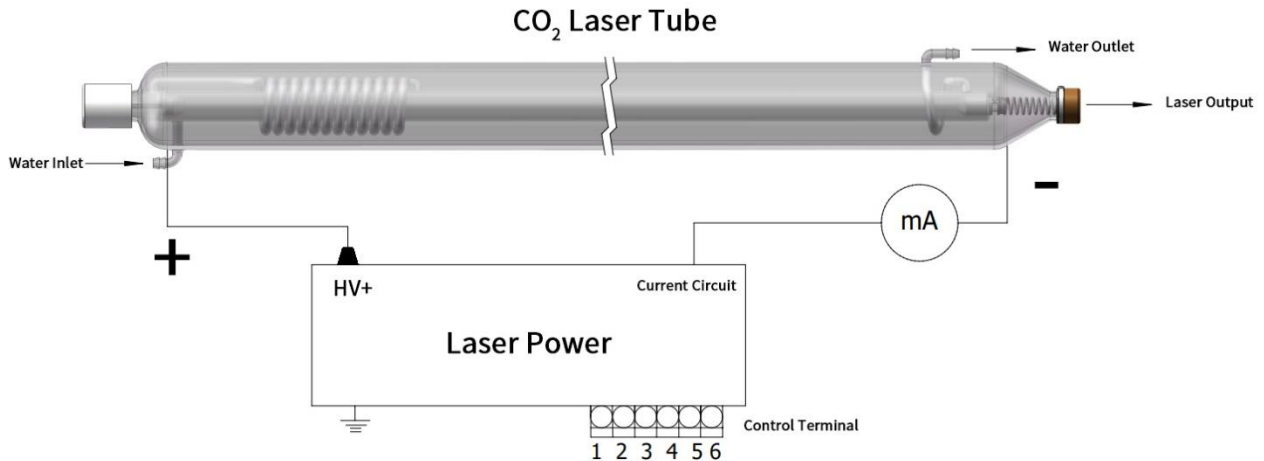 CO₂ Laser Tube
Water Outlet
Laser Output
Water Inlet
+
-
mA
HV+
Current Circuit
Laser Power
Control Terminal
1 2 3 4 5 6